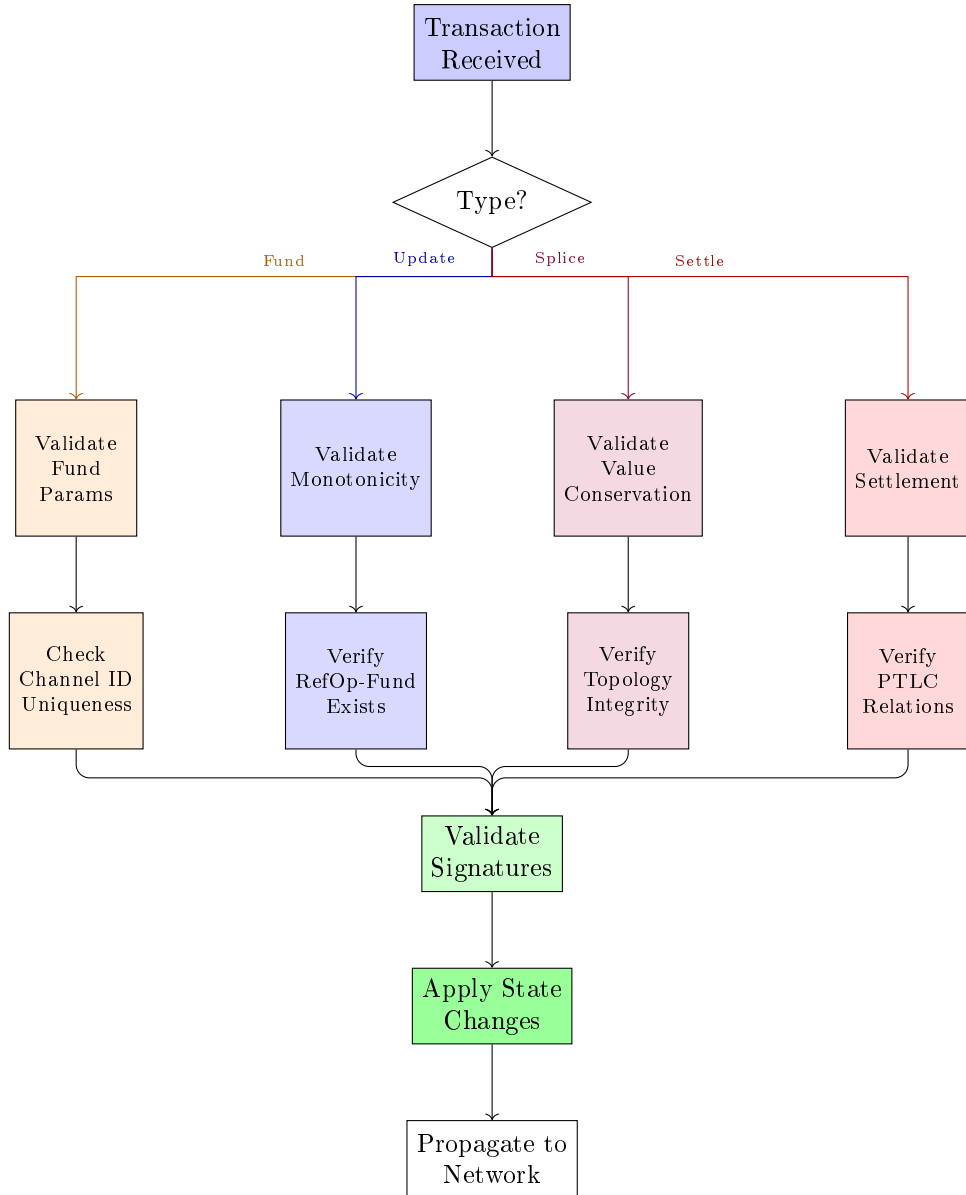 Transaction
Received
Type?
Fund
Update
Splice
Settle
Validate
Fund
Params
Validate
Monotonicity
Validate
Value
Conservation
Validate
Settlement
Check
Channel ID
Uniqueness
Verify
RefOp-Fund
Exists
Verify
Topology
Integrity
Verify
PTLC
Relations
Validate
Signatures
Apply State
Changes
Propagate to
Network